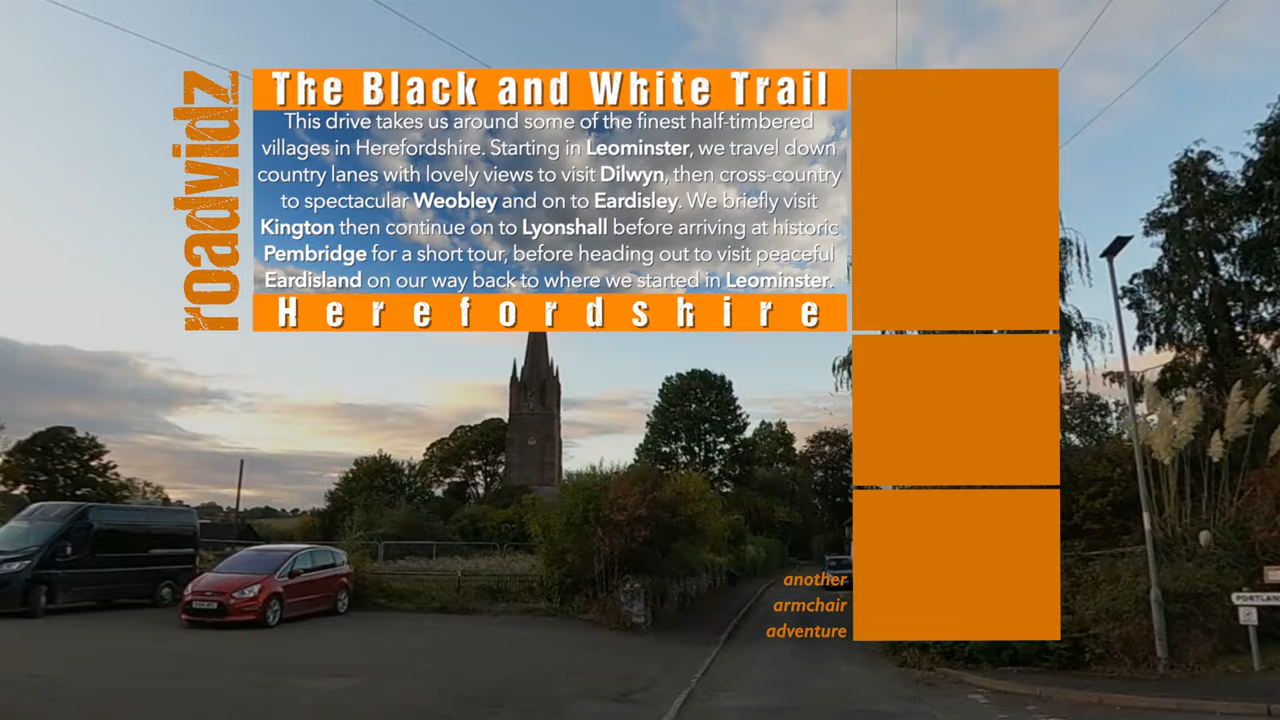 roadvidz
The Black and White Trail
This drive takes us around some of the finest half-timbered
villages in Herefordshire. Starting in Leominster, we travel down
country lanes with lovely views to visit Dilwyn, then cross-country
to spectacular Weobley and on to Eardisley. We briefly visit
Kington then continue on to Lyonshall before arriving at historic
Pembridge for a short tour, before heading out to visit peaceful
Eardisland on our way back to where we started in Leominster.
Herefordshire
another
armchair
adventure